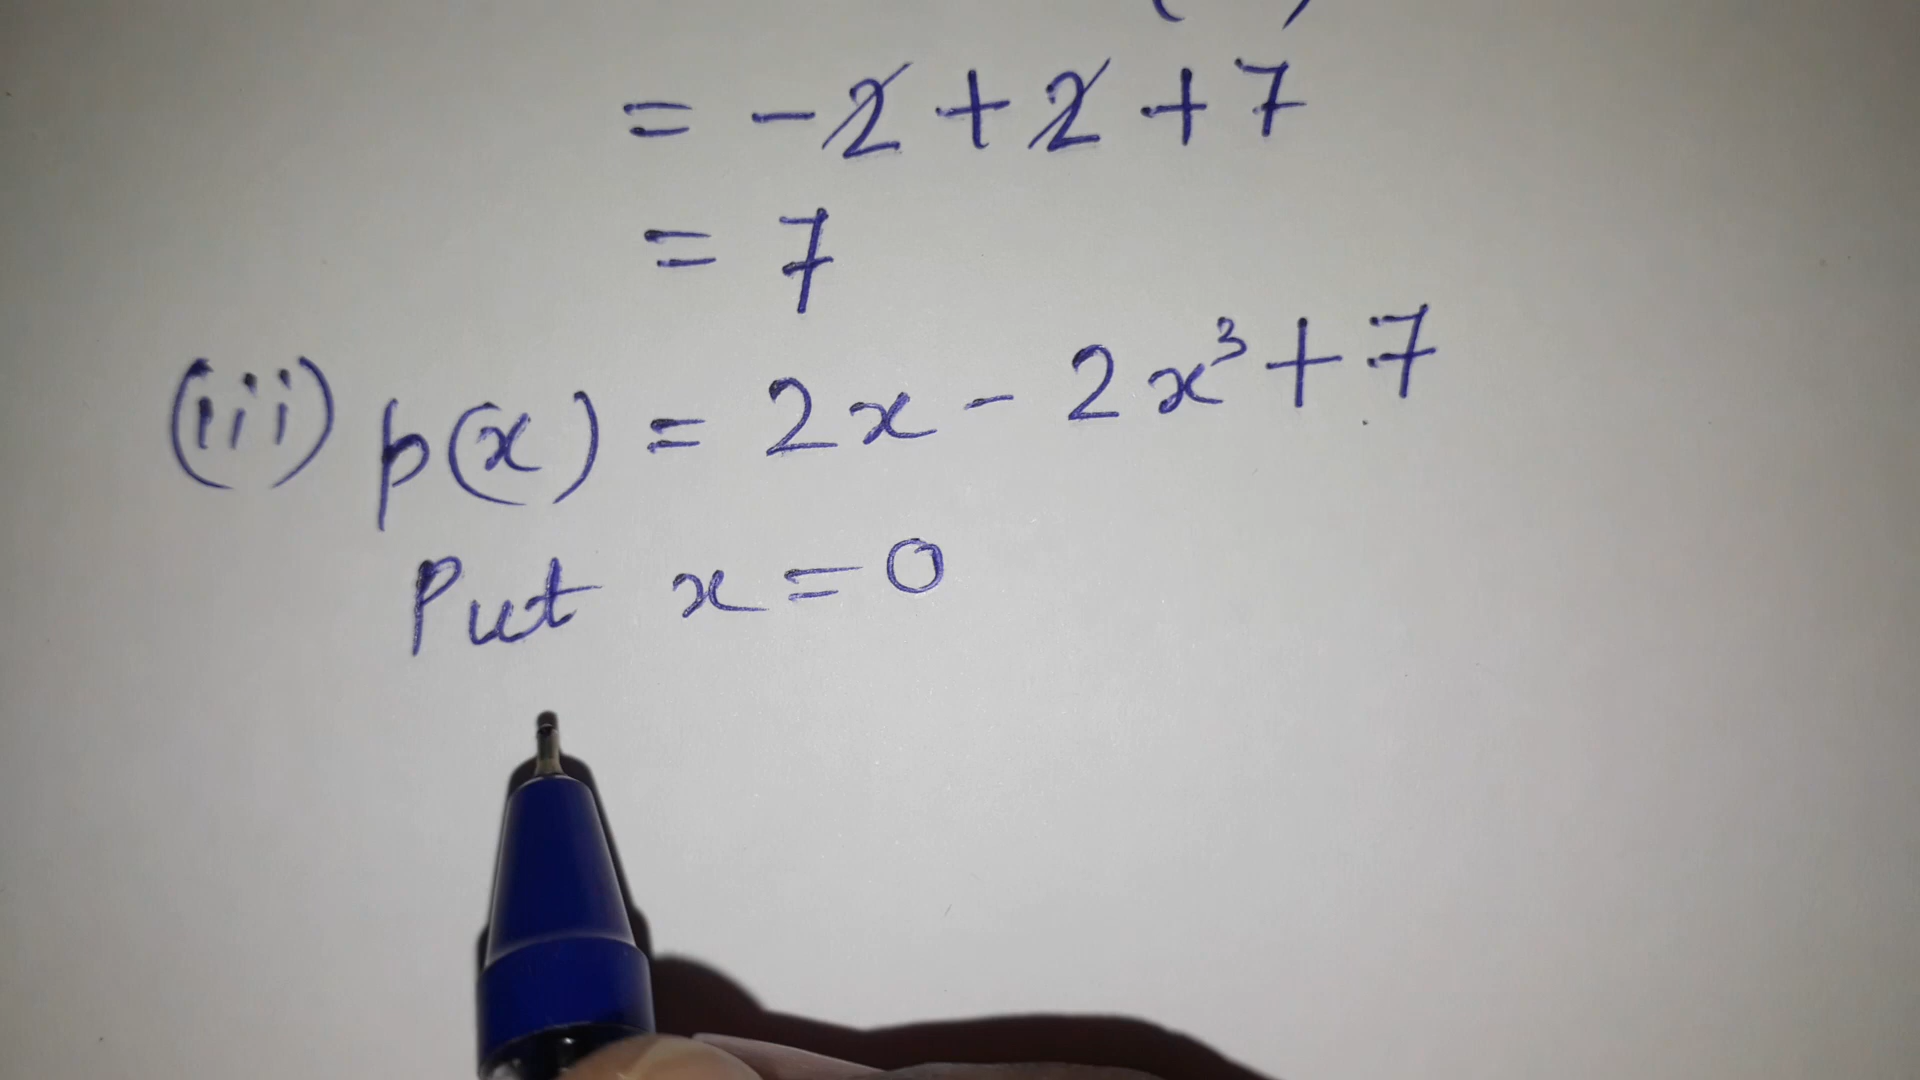 = -2 + 2 + 7
= 7
(iii) p(x) = 2x - 2x³ + 7
Put x = 0